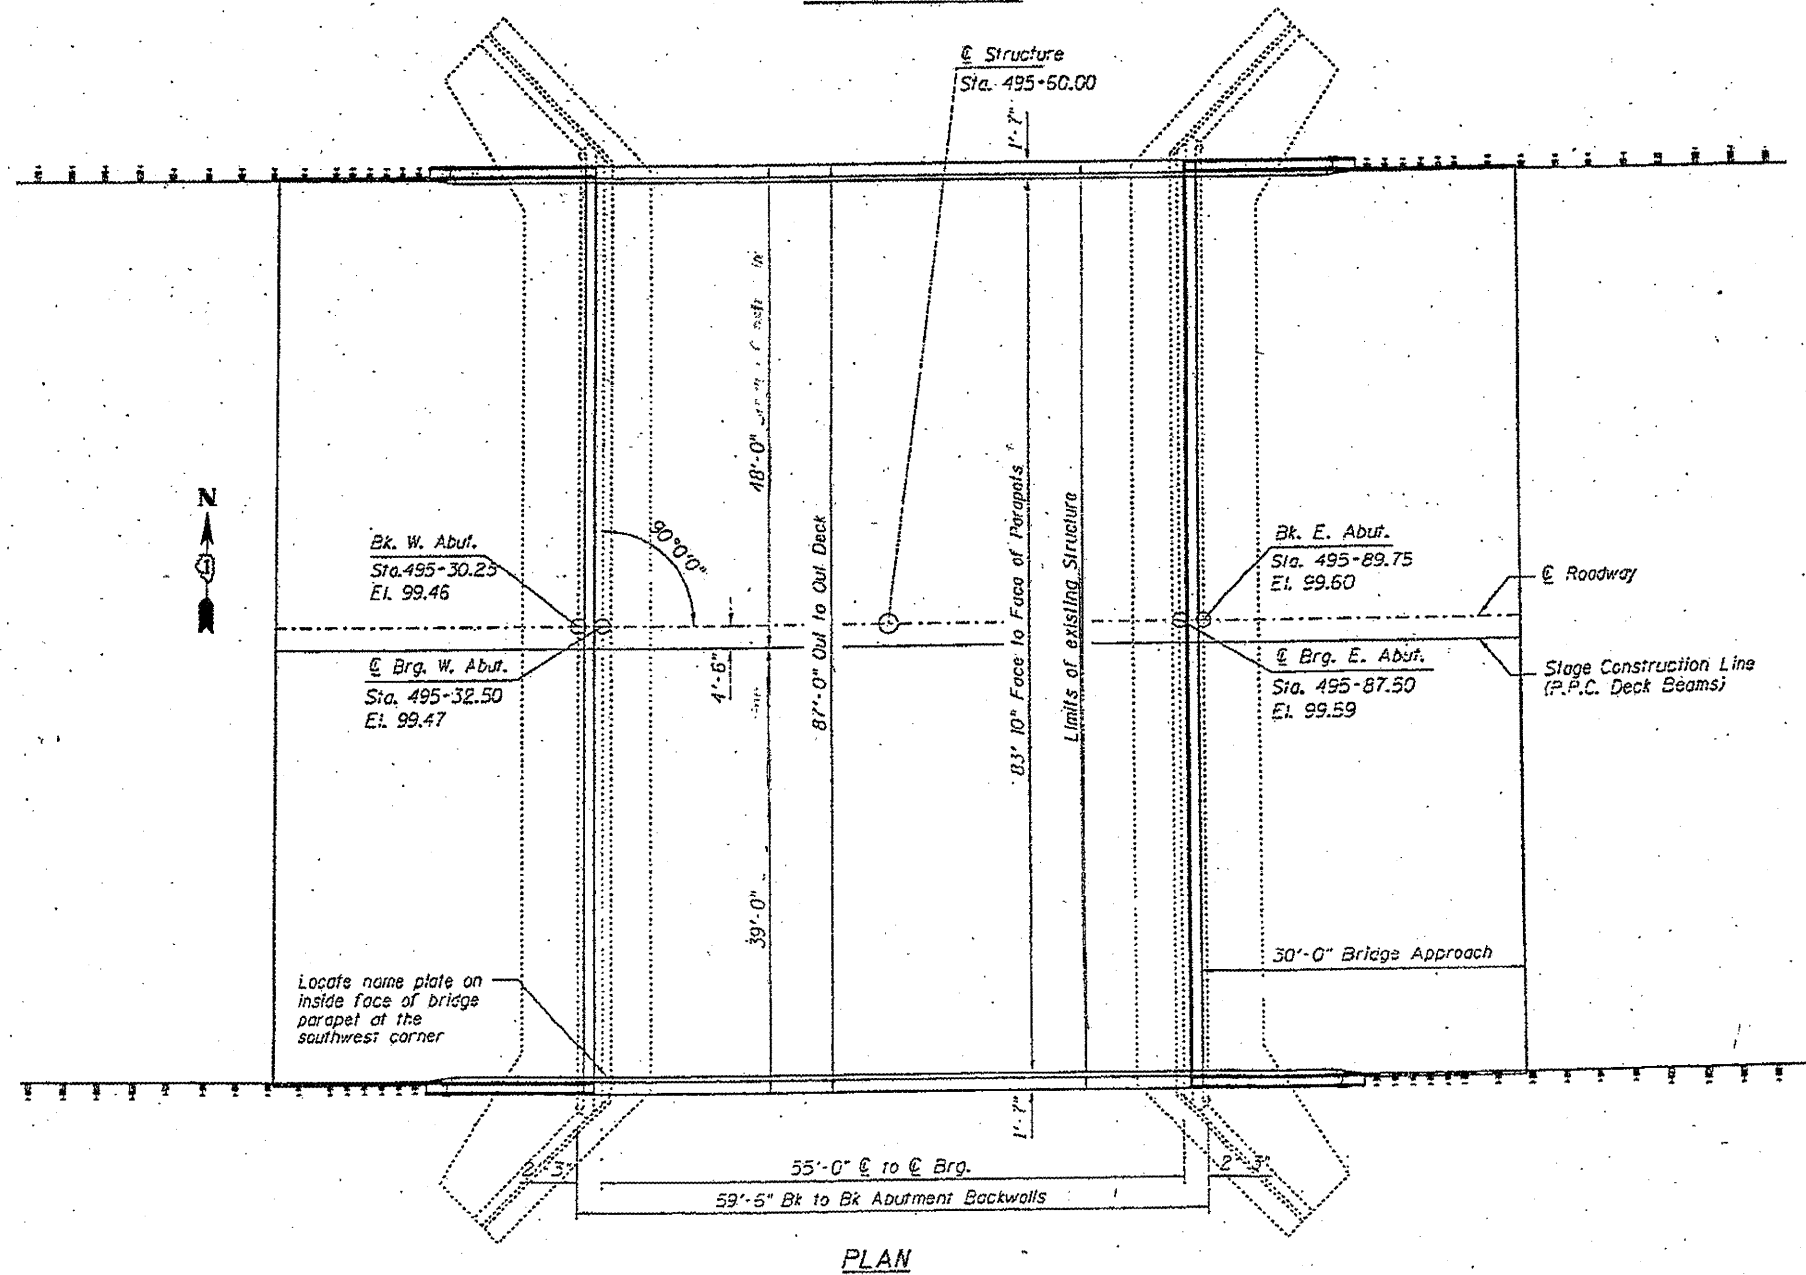 ℄ Structure
Sta. 495+60.00
1'-7"
N
48'-0"
90°0'0"
87'-0" Out to Out Deck
83' 10" Face to Face of Parapets
Limits of existing Structure
Bk. W. Abut.
Sta. 495+30.25
El. 99.46
Bk. E. Abut.
Sta. 495+89.75
El. 99.60
℄ Roadway
℄ Brg. W. Abut.
Sta. 495+32.50
El. 99.47
4'-6"
℄ Brg. E. Abut.
Sta. 495+87.50
El. 99.59
Stage Construction Line
(P.P.C. Deck Beams)
39'-0"
30'-0" Bridge Approach
Locate name plate on
inside face of bridge
parapet at the
southwest corner
1'-7"
2'-3"
55'-0" ℄ to ℄ Brg.
2'-3"
59'-6" Bk to Bk Abutment Backwalls
PLAN